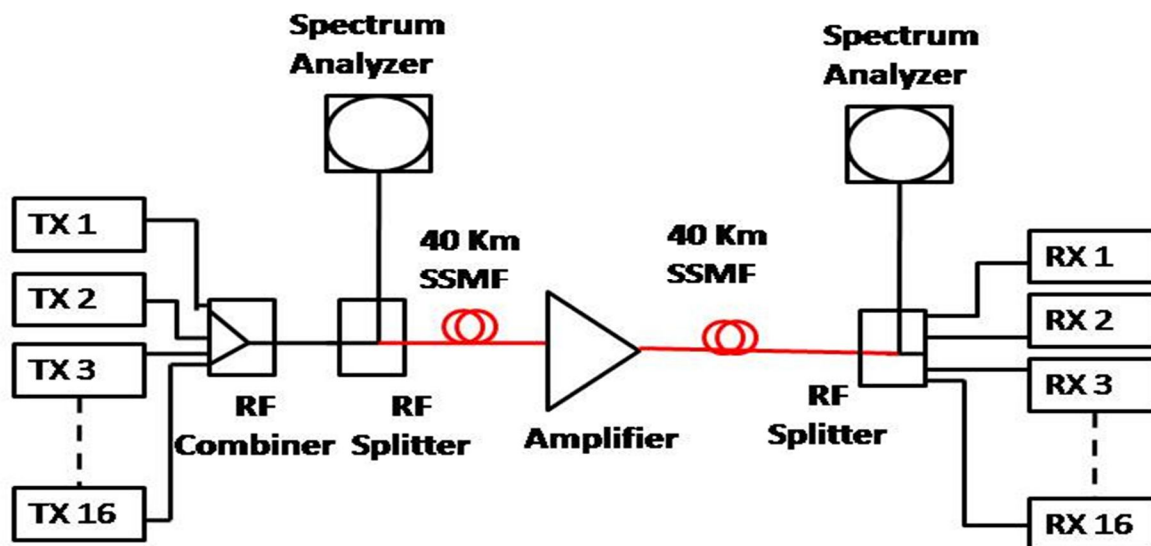 Spectrum
Analyzer
Spectrum
Analyzer
TX 1
TX 2
TX 3
TX 16
RF
Combiner
RF
Splitter
40 Km
SSMF
Amplifier
40 Km
SSMF
RF
Splitter
RX 1
RX 2
RX 3
RX 16